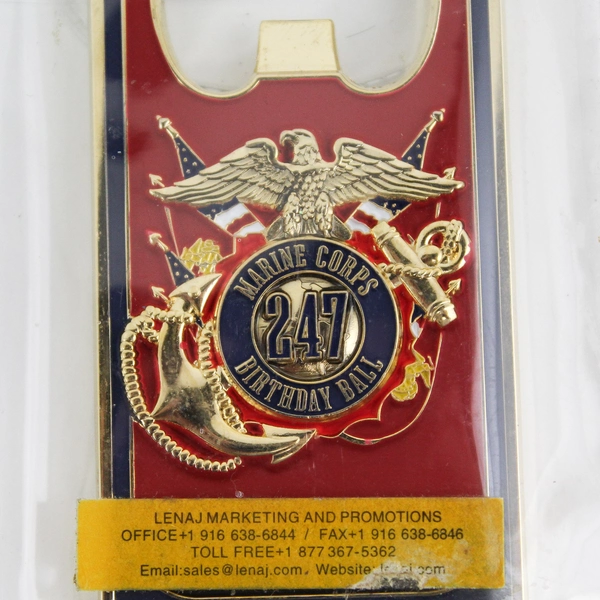 MARINE CORPS
247
BIRTHDAY BALL
LENAJ MARKETING AND PROMOTIONS
OFFICE+1 916 638-6844 / FAX+1 916 638-6846
TOLL FREE+1 877 367-5362
Email:sales@lenaj.com, Website: